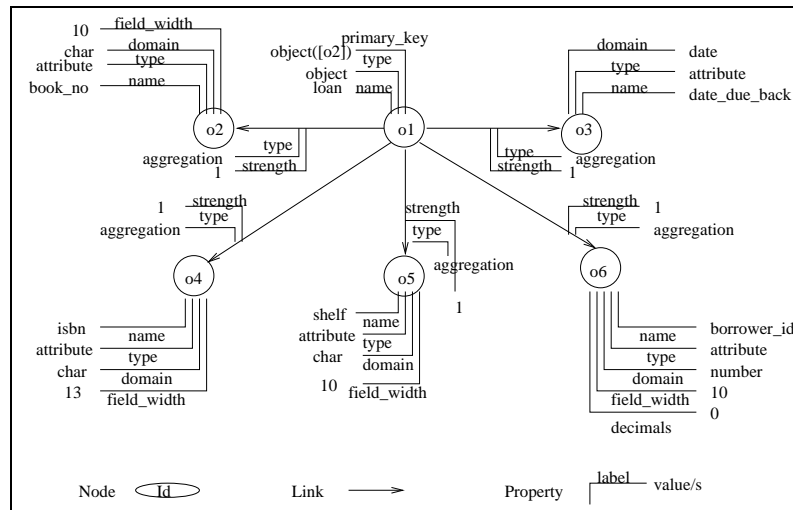 10 field_width
char domain
attribute type
book_no name
o2
primary_key
object([o2])
type
object
loan name
o1
domain date
type attribute
name date_due_back
o3
type
aggregation
strength
1
type
aggregation
strength
1
strength
1
type
aggregation
o4
strength
type
aggregation
1
o5
strength
1
type
aggregation
o6
isbn
name
attribute
type
char
domain
13
field_width
shelf
name
attribute
type
char
domain
10
field_width
borrower_id
name
attribute
type
number
domain
10
field_width
0
decimals
Node Id Link Property label value/s